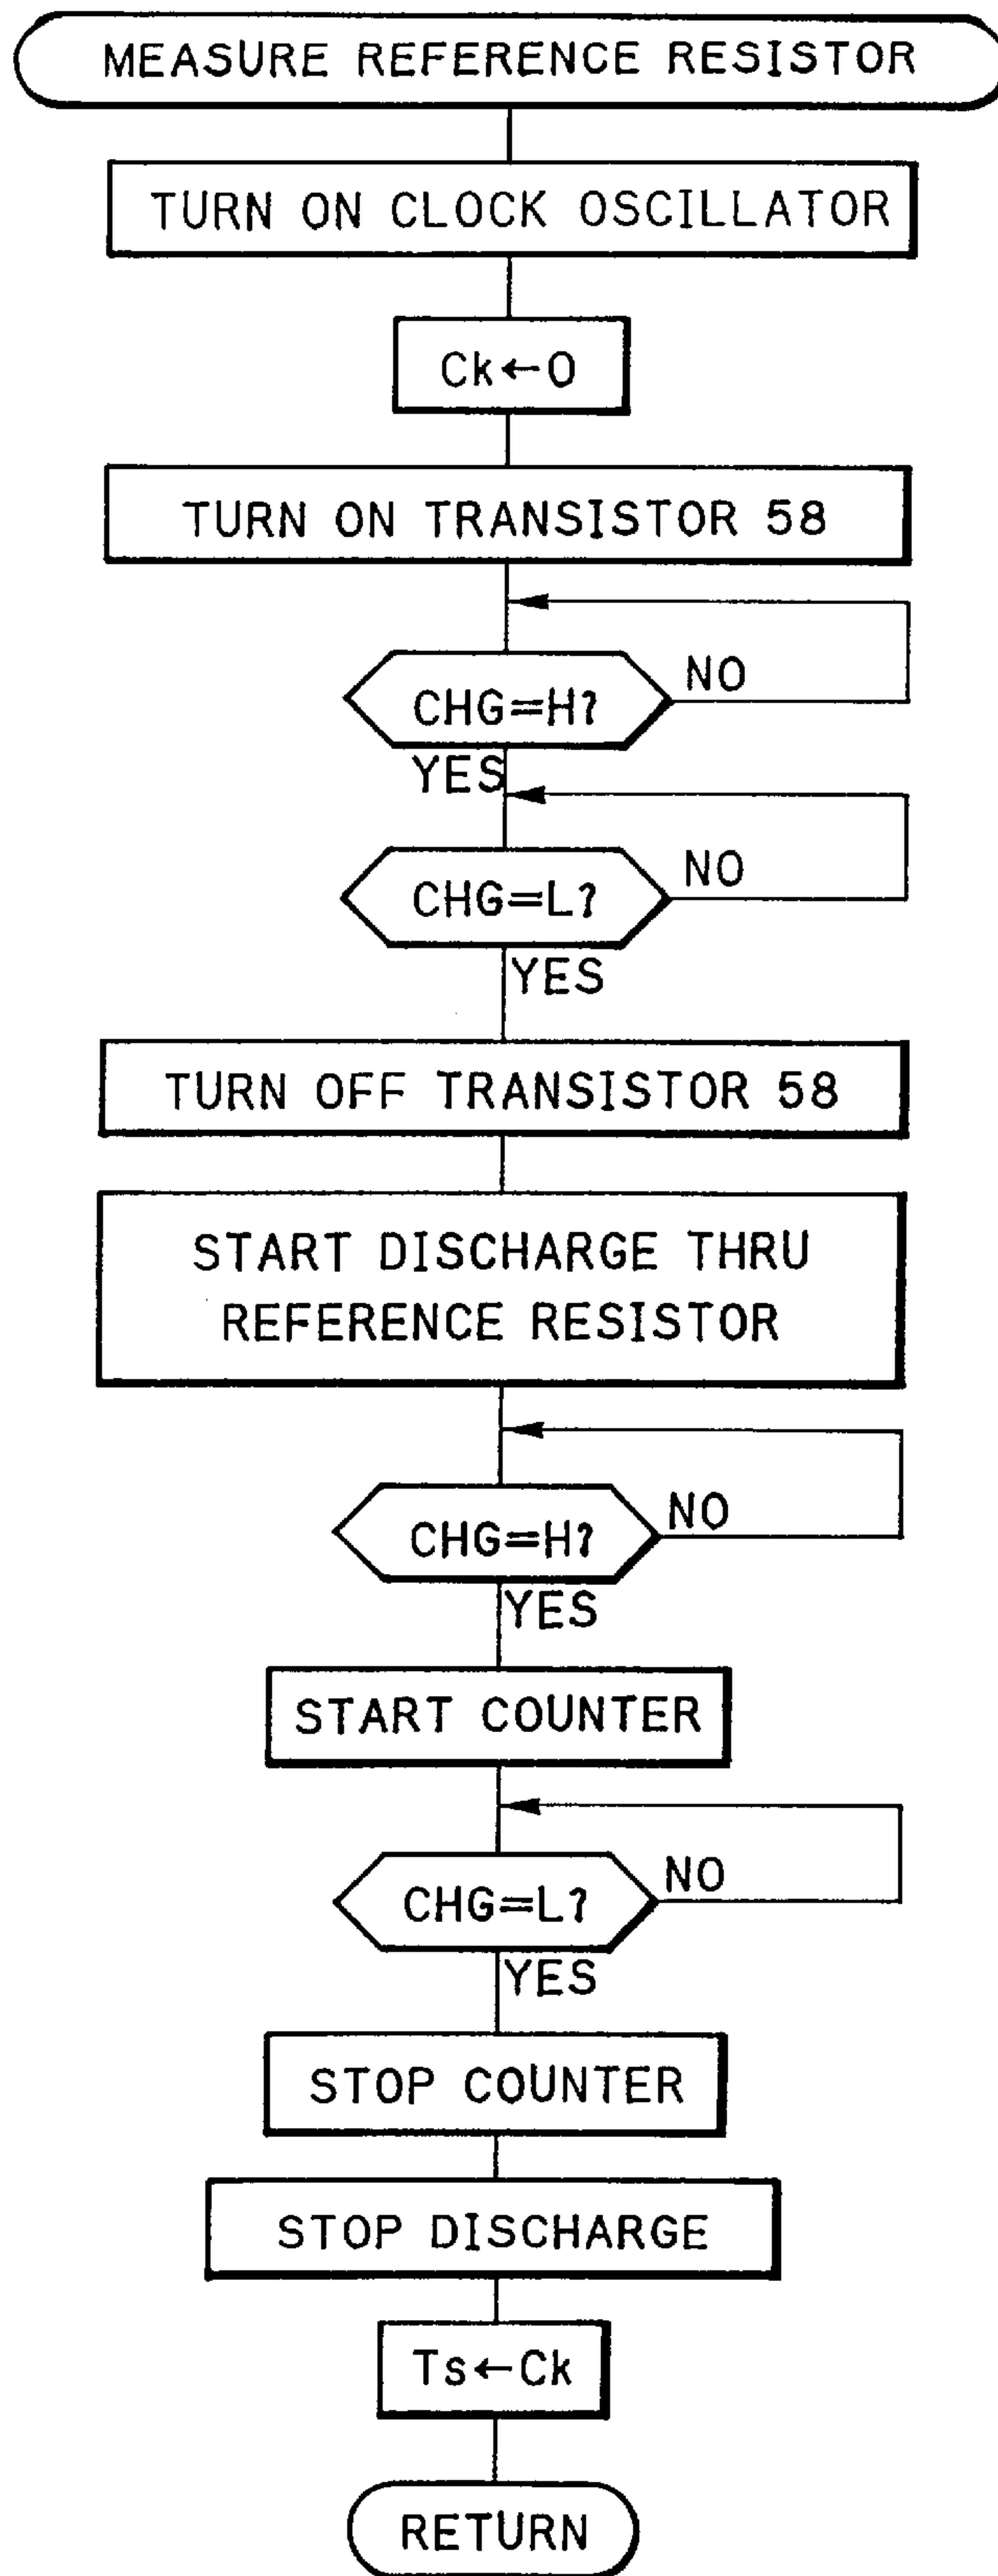 MEASURE REFERENCE RESISTOR
TURN ON CLOCK OSCILLATOR
Ck←0
TURN ON TRANSISTOR 58
CHG=H?
NO
YES
CHG=L?
NO
YES
TURN OFF TRANSISTOR 58
START DISCHARGE THRU
REFERENCE RESISTOR
CHG=H?
NO
YES
START COUNTER
CHG=L?
NO
YES
STOP COUNTER
STOP DISCHARGE
Ts←Ck
RETURN